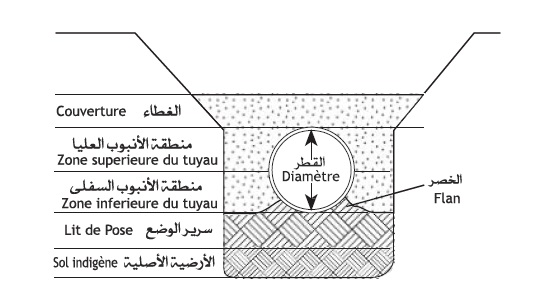 Couverture الغطاء
منطقة الأنبوب العليا
Zone superieure du tuyau
القطر
Diamètre
منطقة الأنبوب السفلى
Zone inferieure du tuyau
الخصر
Flan
Lit de Pose سرير الوضع
Sol indigène الأرضية الأصلية